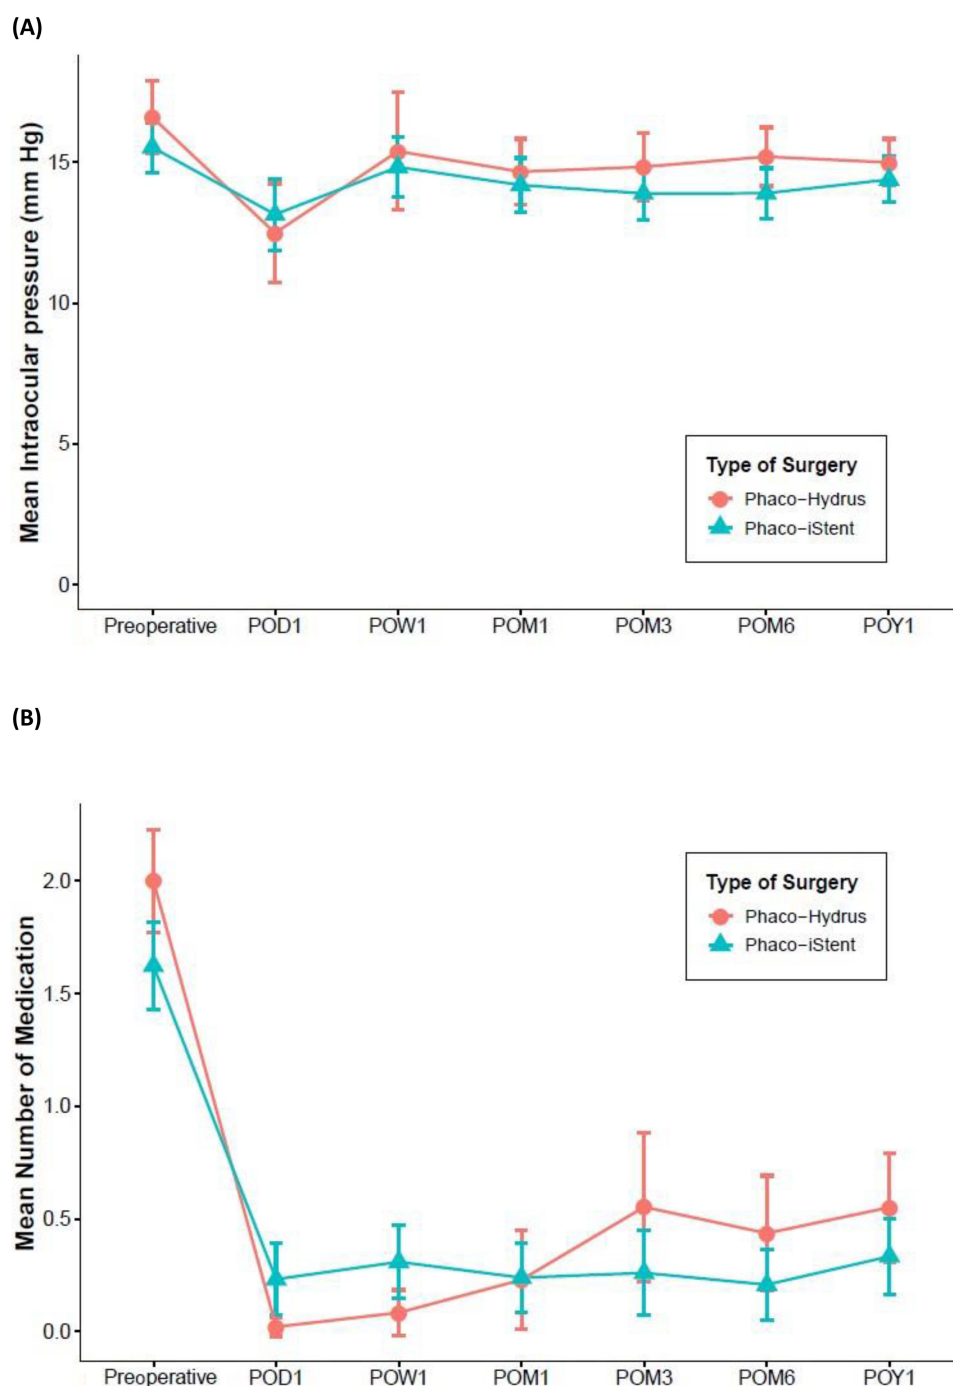 (A)
Mean Intraocular pressure (mm Hg)
15
10
5
0
Type of Surgery
Phaco−Hydrus
Phaco−iStent
Preoperative POD1 POW1 POM1 POM3 POM6 POY1
(B)
Mean Number of Medication
2.0
1.5
1.0
0.5
0.0
Type of Surgery
Phaco−Hydrus
Phaco−iStent
Preoperative POD1 POW1 POM1 POM3 POM6 POY1